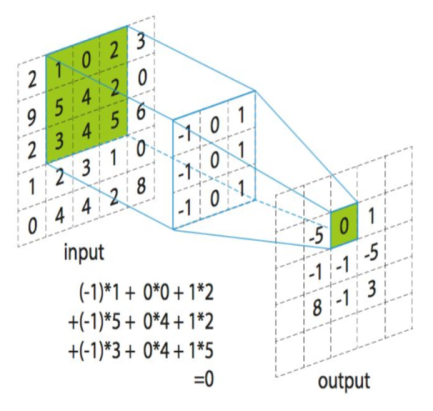 2 1 0 2 3
9 5 4 2 0
2 3 4 5 6
1 2 3 1 0
0 4 4 2 8
input
-1 0 1
-1 0 1
-1 0 1
-5 0 1
-1 -1 -5
8 -1 3
output
(-1)*1 + 0*0 + 1*2
+(-1)*5 + 0*4 + 1*2
+(-1)*3 + 0*4 + 1*5
=0